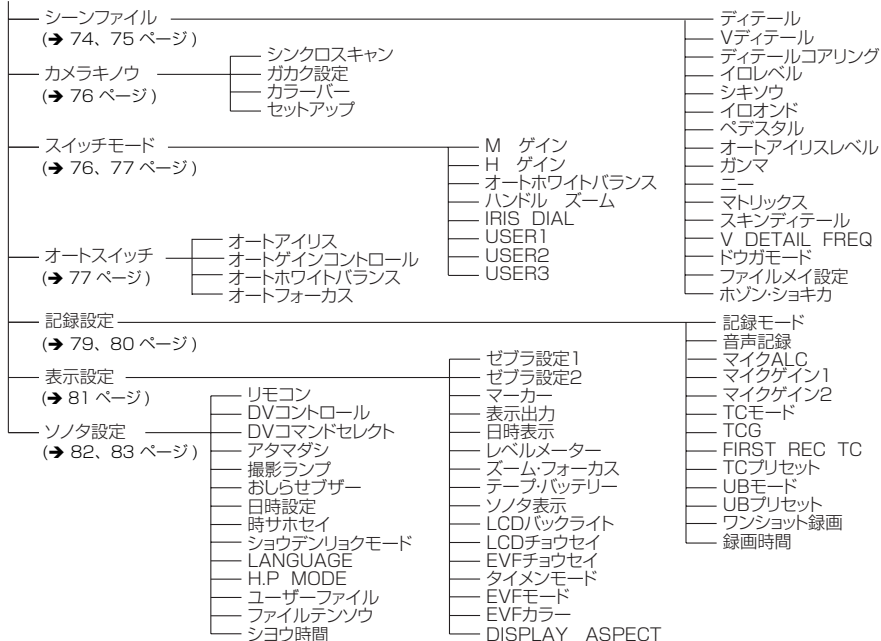 シーンファイル
(➔ 74、75 ページ)
ディテール
Vディテール
ディテールコアリング
イロレベル
シキソウ
イロオンド
ペデスタル
オートアイリスレベル
ガンマ
ニー
マトリックス
スキンディテール
V DETAIL FREQ
ドウガモード
ファイルメイ設定
ホゾン・ショキカ
カメラキノウ
(➔ 76 ページ)
シンクロスキャン
ガカク設定
カラーバー
セットアップ
スイッチモード
(➔ 76、77 ページ)
M ゲイン
H ゲイン
オートホワイトバランス
ハンドル ズーム
IRIS DIAL
USER1
USER2
USER3
オートスイッチ
(➔ 77 ページ)
オートアイリス
オートゲインコントロール
オートホワイトバランス
オートフォーカス
記録設定
(➔ 79、80 ページ)
記録モード
音声記録
マイクALC
マイクゲイン1
マイクゲイン2
TCモード
TCG
FIRST REC TC
TCプリセット
UBモード
UBプリセット
ワンショット録画
録画時間
表示設定
(➔ 81 ページ)
ゼブラ設定1
ゼブラ設定2
マーカー
表示出力
日時表示
レベルメーター
ズーム・フォーカス
テープ・バッテリー
ソノタ表示
LCDバックライト
LCDチョウセイ
EVFチョウセイ
タイメンモード
EVFモード
EVFカラー
DISPLAY ASPECT
ソノタ設定
(➔ 82、83 ページ)
リモコン
DVコントロール
DVコマンドセレクト
アタマダシ
撮影ランプ
おしらせブザー
日時設定
時サホセイ
ショウデンリョクモード
LANGUAGE
H.P MODE
ユーザーファイル
ファイルテンソウ
シヨウ時間